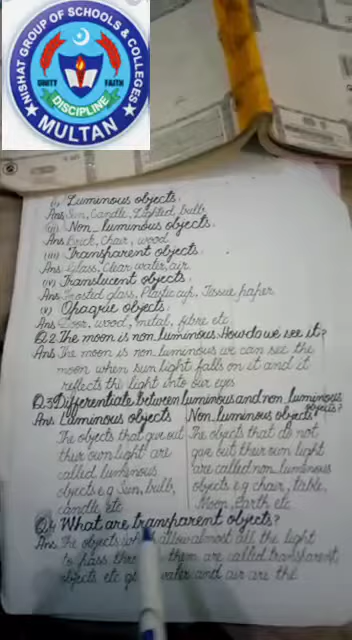 NISHAT GROUP OF SCHOOLS & COLLEGES
UNITY FAITH
DISCIPLINE
MULTAN
(i) Luminous objects.
Ans. Sun, Candle, Lighted bulb.
(ii) Non-luminous objects.
Ans. Brick, Chair, wood.
(iii) Transparent objects.
Ans. Glass, Clear water, air.
(iv) Translucent objects.
Ans. Frosted glass, Plastic cups, Tissue paper
(v) Opaque objects.
Ans. Door, wood, metal, fibre etc.
Q.2 The moon is non luminous. How do we see it?
Ans The moon is non luminous we can see the
moon when sun light falls on it and it
reflects the light into our eyes
Q.3 Differentiate between luminous and non luminous
objects?
Ans. Luminous objects
The objects that give out
their own light are
called luminous
objects e.g Sun, bulb,
candle etc
Non luminous objects
The objects that do not
give out their own light
are called non luminous
objects e.g chair, table,
Moon, Earth etc
Q.4 What are transparent objects?
Ans. The objects allow almost all the light
to pass them are called transparent
objects etc and air are the